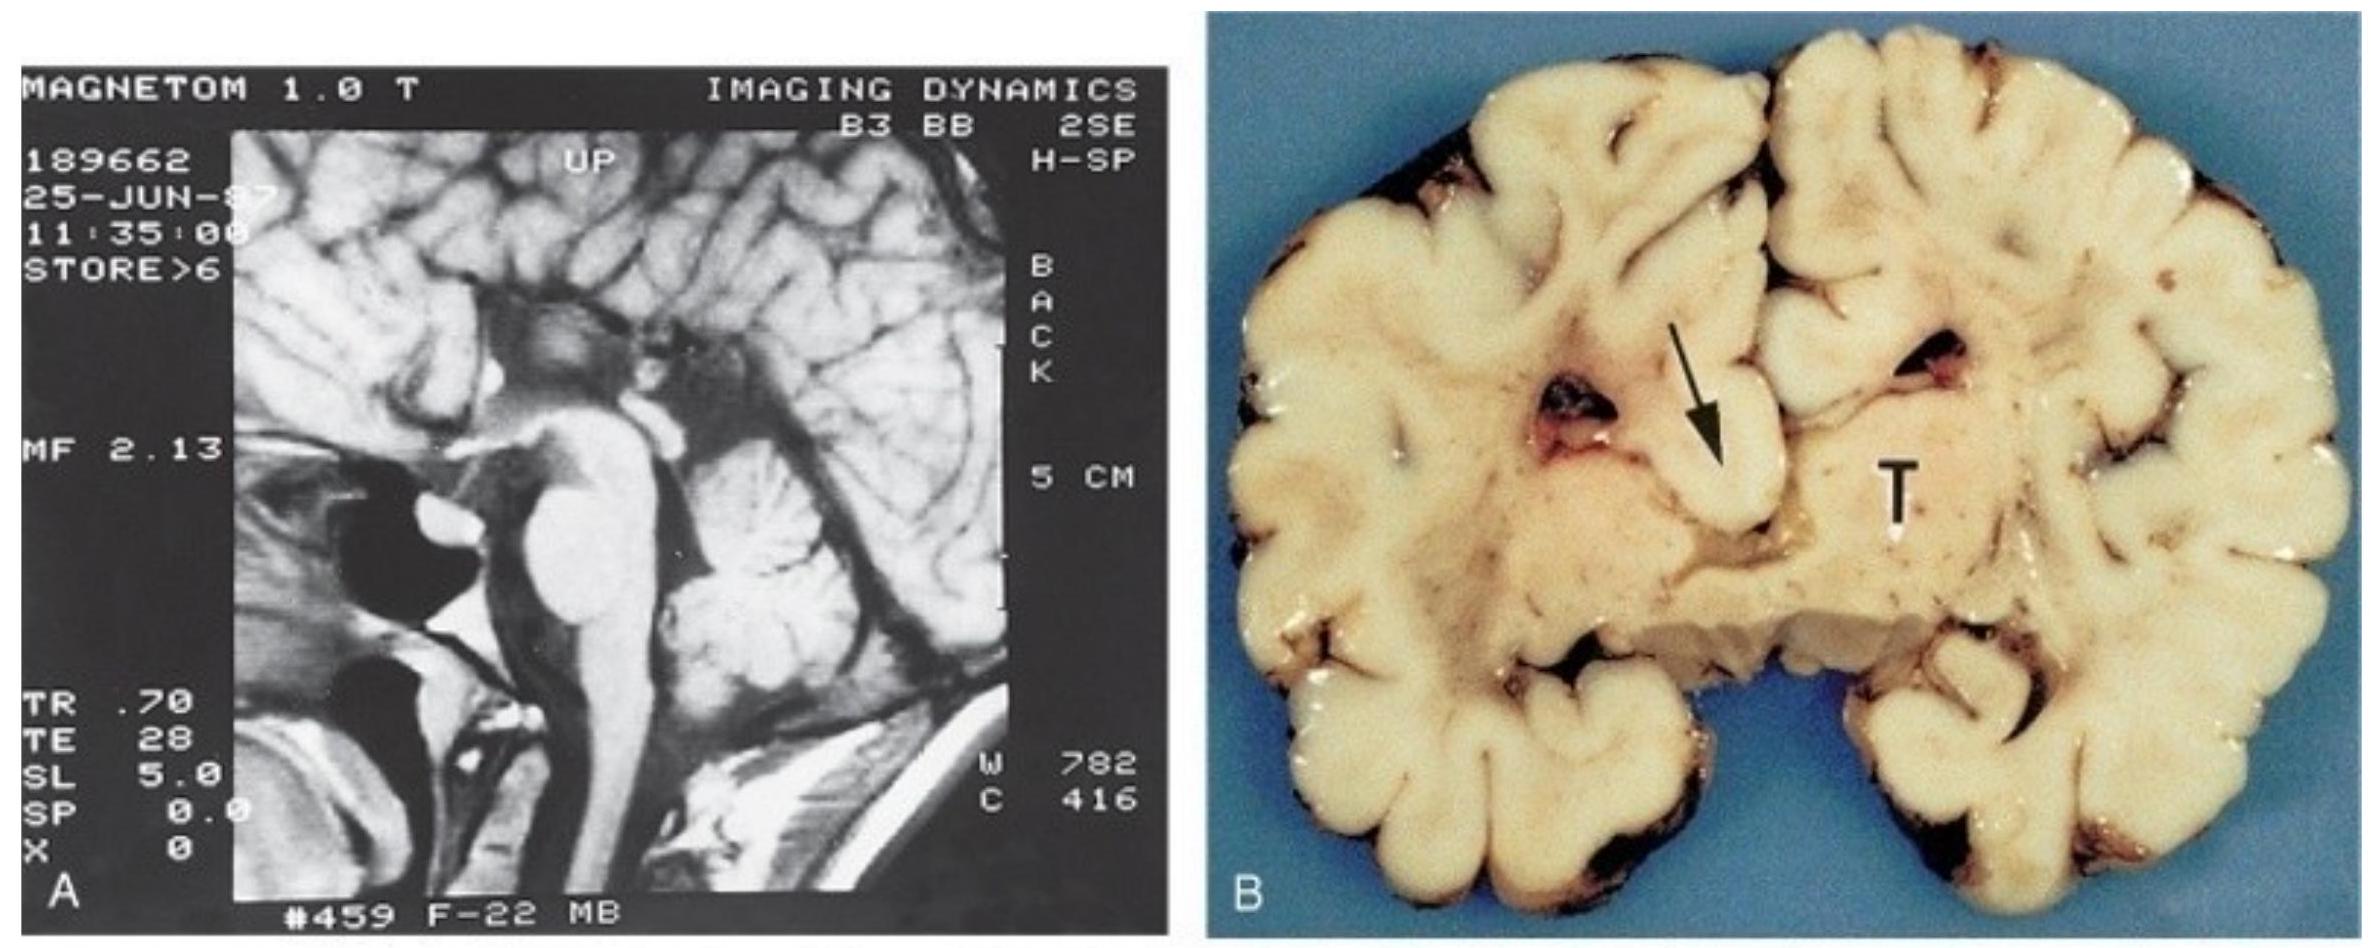 MAGNETOM 1.0 T
IMAGING DYNAMICS
B3 BB 2SE
H-SP
189662
25-JUN-87
11:35:00
STORE>6
UP
BACK
MF 2.13
5 CM
TR .70
TE 28
SL 5.0
SP 0.0
X 0
W 782
C 416
A
#459 F-22 MB
T
B